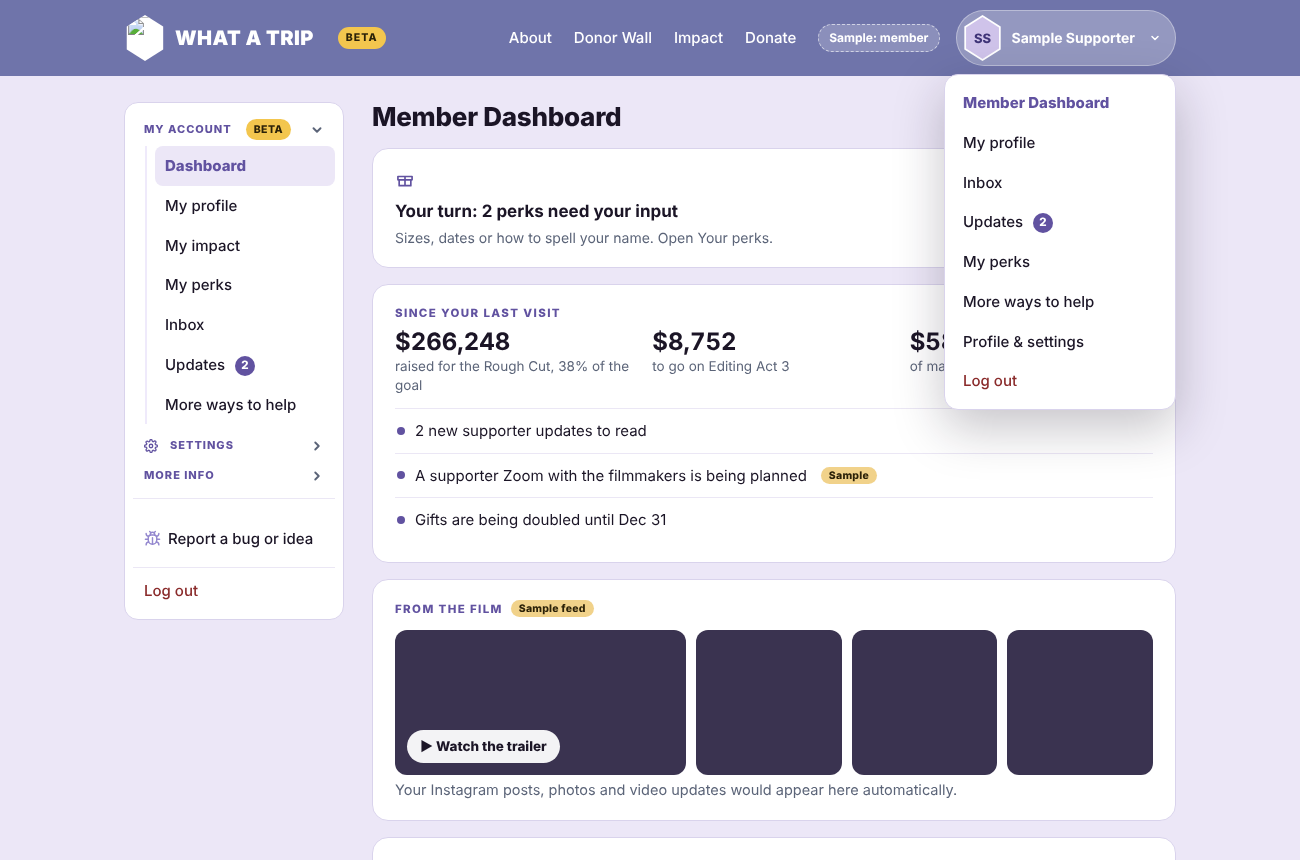 WHAT A TRIP
BETA
About
Donor Wall
Impact
Donate
Sample: member
SS
Sample Supporter
Member Dashboard
My profile
Inbox
Updates 2
My perks
More ways to help
Profile & settings
Log out
MY ACCOUNT BETA
Dashboard
My profile
My impact
My perks
Inbox
Updates 2
More ways to help
SETTINGS
MORE INFO
Report a bug or idea
Log out
Member Dashboard
Your turn: 2 perks need your input
Sizes, dates or how to spell your name. Open Your perks.
SINCE YOUR LAST VISIT
$266,248
raised for the Rough Cut, 38% of the
goal
$8,752
to go on Editing Act 3
of
2 new supporter updates to read
A supporter Zoom with the filmmakers is being planned Sample
Gifts are being doubled until Dec 31
FROM THE FILM Sample feed
▶ Watch the trailer
Your Instagram posts, photos and video updates would appear here automatically.